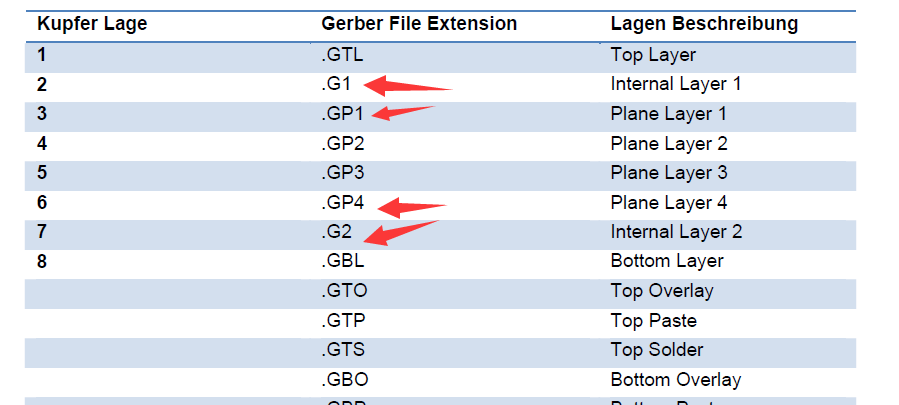 Kupfer Lage Gerber File Extension Lagen Beschreibung
1 .GTL Top Layer
2 .G1 Internal Layer 1
3 .GP1 Plane Layer 1
4 .GP2 Plane Layer 2
5 .GP3 Plane Layer 3
6 .GP4 Plane Layer 4
7 .G2 Internal Layer 2
8 .GBL Bottom Layer
.GTO Top Overlay
.GTP Top Paste
.GTS Top Solder
.GBO Bottom Overlay